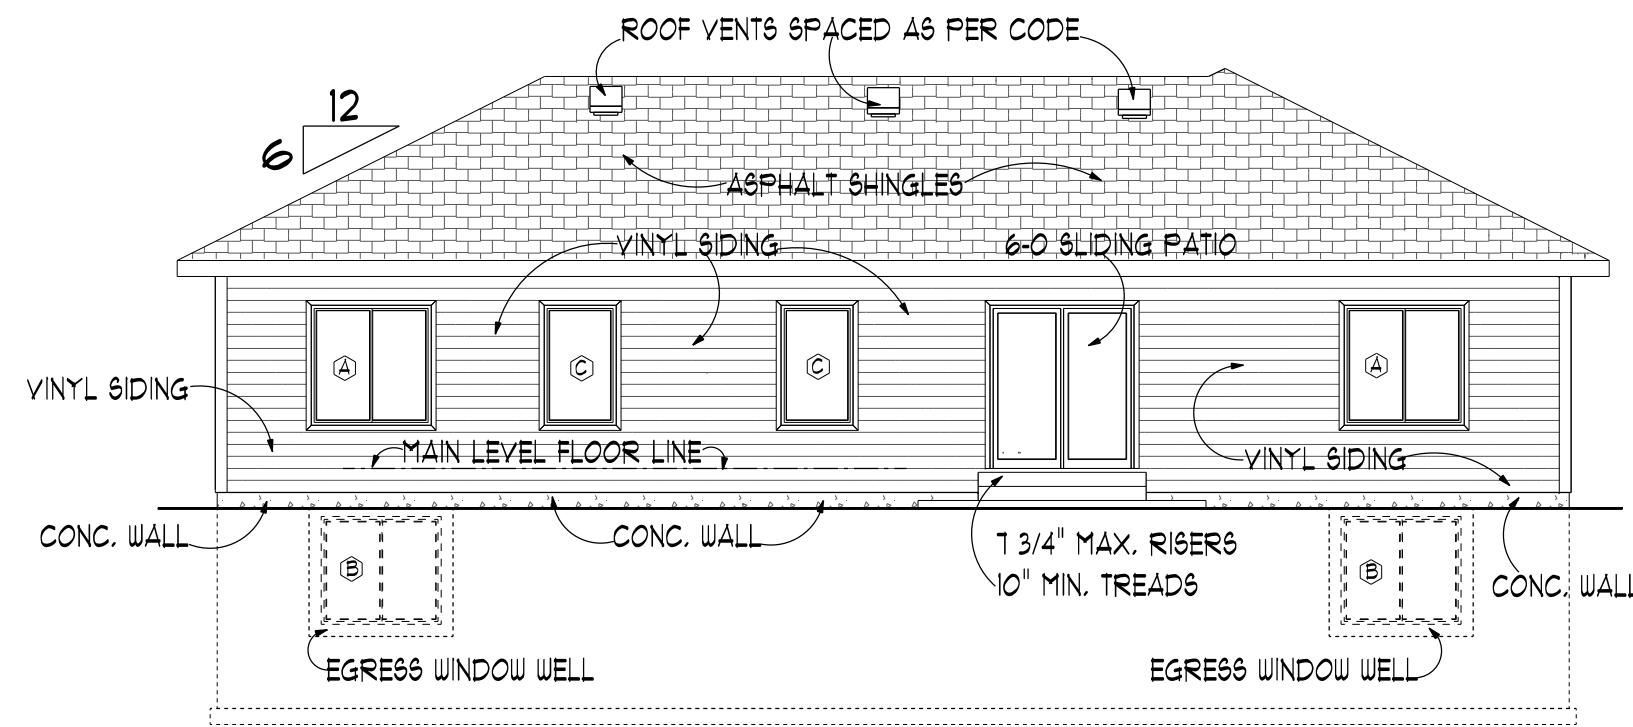 ROOF VENTS SPACED AS PER CODE
12
6
ASPHALT SHINGLES
VINYL SIDING
6-0 SLIDING PATIO
A
C
C
A
VINYL SIDING
MAIN LEVEL FLOOR LINE
VINYL SIDING
CONC. WALL
CONC. WALL
7 3/4" MAX. RISERS
10" MIN. TREADS
B
B
CONC. WALL
EGRESS WINDOW WELL
EGRESS WINDOW WELL